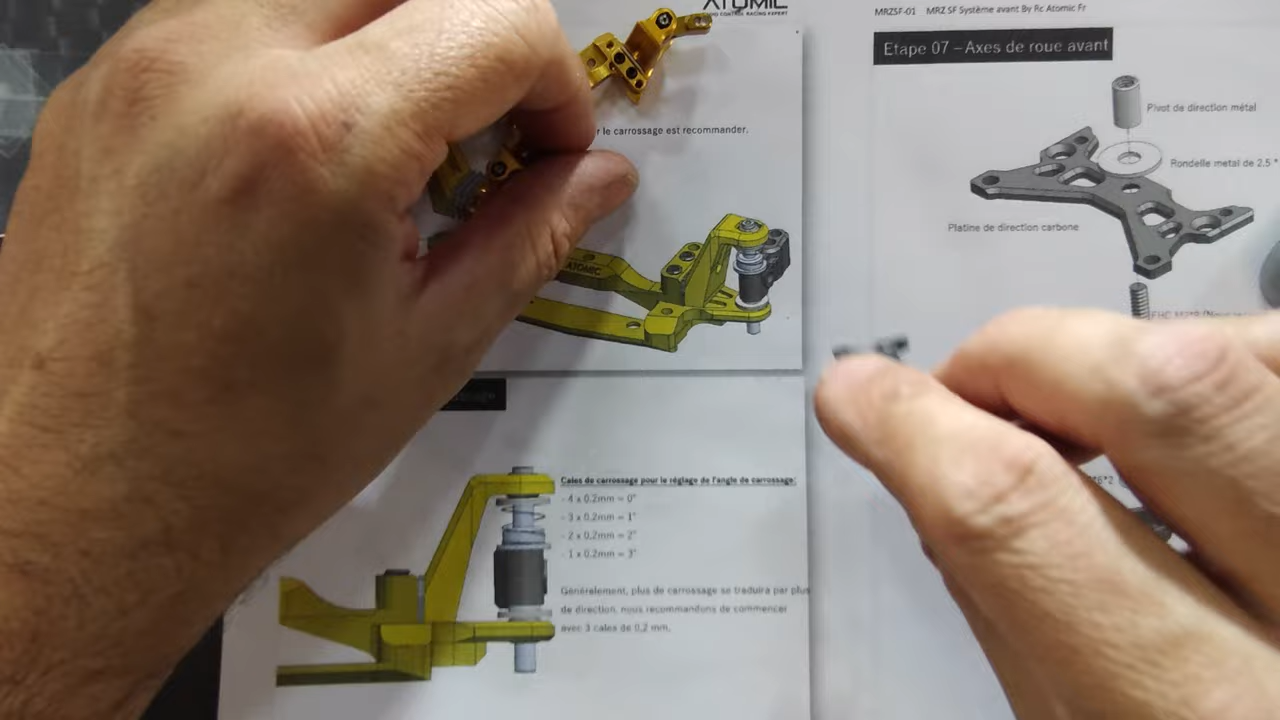 ATOMIC
MRZSF-01 MRZ SF Système avant By Rc Atomic Fr
Etape 07 – Axes de roue avant
Pivot de direction métal
r le carrossage est recommander.
Rondelle metal de 2.5 *
Platine de direction carbone
ATOMIC
Cales de carrossage pour le réglage de l'angle de carrossage:
- 4 x 0.2mm = 0°
- 3 x 0,2mm = 1°
- 2 x 0,2mm = 2°
- 1 x 0.2mm = 3°
Généralement, plus de carrossage se traduira par plus
de direction, nous recommandons de commencer
avec 3 cales de 0,2 mm.